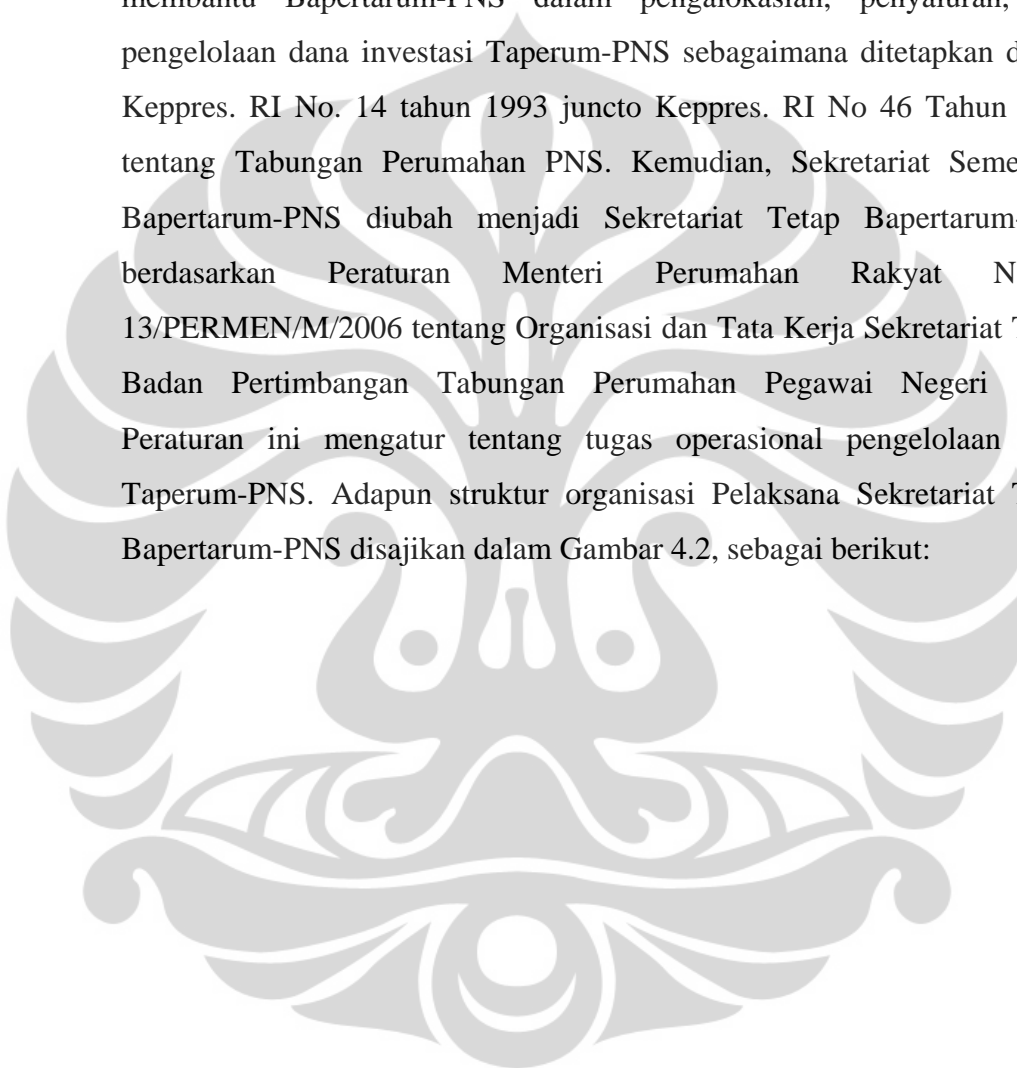 membantu Bapertarum-PNS dalam pengalokasian, penyaluran,
pengelolaan dana investasi Taperum-PNS sebagaimana ditetapkan d
Keppres. RI No. 14 tahun 1993 juncto Keppres. RI No 46 Tahun
tentang Tabungan Perumahan PNS. Kemudian, Sekretariat Seme
Bapertarum-PNS diubah menjadi Sekretariat Tetap Bapertarum-
berdasarkan Peraturan Menteri Perumahan Rakyat N
13/PERMEN/M/2006 tentang Organisasi dan Tata Kerja Sekretariat T
Badan Pertimbangan Tabungan Perumahan Pegawai Negeri
Peraturan ini mengatur tentang tugas operasional pengelolaan
Taperum-PNS. Adapun struktur organisasi Pelaksana Sekretariat T
Bapertarum-PNS disajikan dalam Gambar 4.2, sebagai berikut: